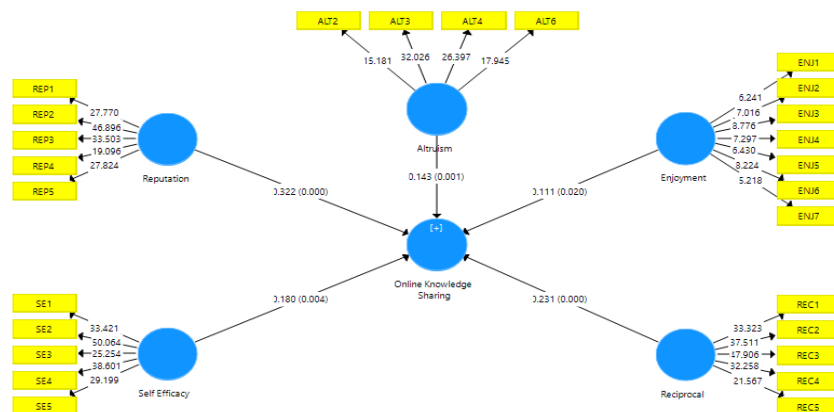 ALT2
ALT3
ALT4
ALT6
15.181
32.026
26.397
17.945
Altruism
REP1
REP2
REP3
REP4
REP5
27.770
46.896
33.503
19.096
27.824
Reputation
ENJ1
ENJ2
ENJ3
ENJ4
ENJ5
ENJ6
ENJ7
6.241
7.016
8.776
7.297
6.430
8.224
5.218
Enjoyment
0.143 (0.001)
0.322 (0.000)
0.111 (0.020)
[+]
Online Knowledge
Sharing
0.180 (0.004)
0.231 (0.000)
SE1
SE2
SE3
SE4
SE5
33.421
50.064
25.254
38.601
29.199
Self Efficacy
REC1
REC2
REC3
REC4
REC5
33.323
37.511
47.906
32.258
21.567
Reciprocal